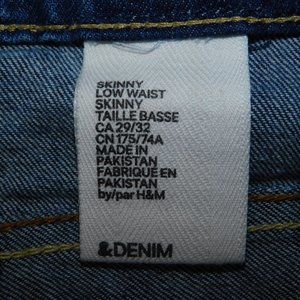 SKINNY
LOW WAIST
SKINNY
TAILLE BASSE
CA 29/32
CN 175/74A
MADE IN
PAKISTAN
FABRIQUE EN
PAKISTAN
by/par H&M
&DENIM